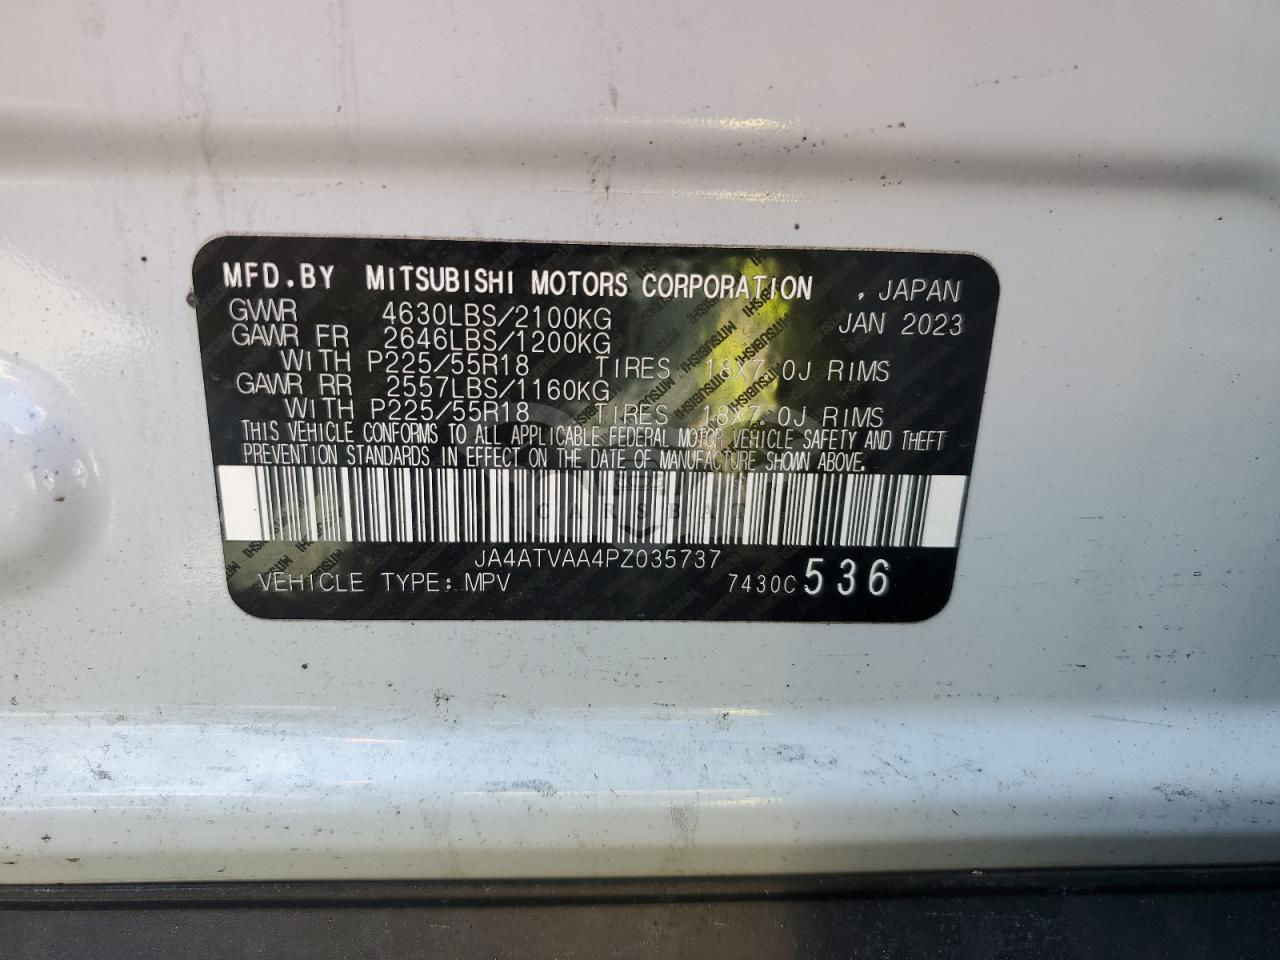 MFD.BY MITSUBISHI MOTORS CORPORATION , JAPAN
GVWR 4630LBS/2100KG JAN 2023
GAWR FR 2646LBS/1200KG
WITH P225/55R18 TIRES 18X7.0J RIMS
GAWR RR 2557LBS/1160KG
WITH P225/55R18 TIRES 18X7.0J RIMS
THIS VEHICLE CONFORMS TO ALL APPLICABLE FEDERAL MOTOR VEHICLE SAFETY AND THEFT
PREVENTION STANDARDS IN EFFECT ON THE DATE OF MANUFACTURE SHOWN ABOVE.
JA4ATVAA4PZ035737
VEHICLE TYPE: MPV 7430C 536